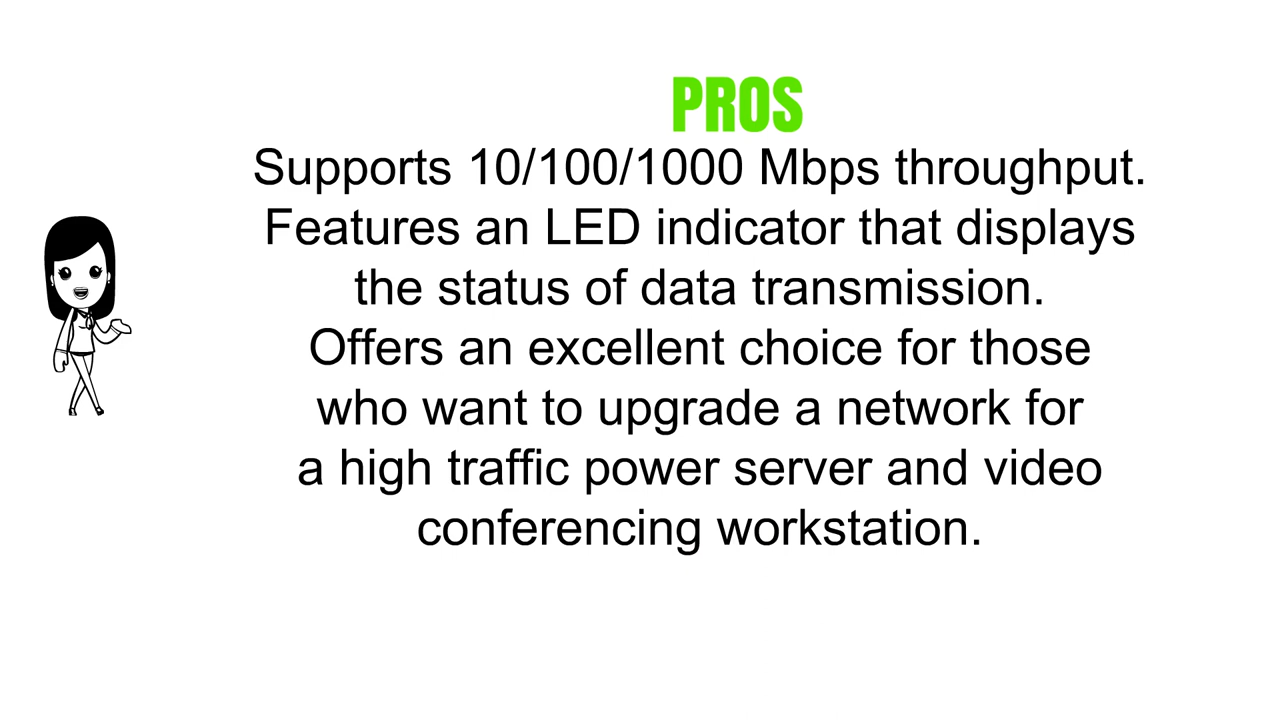 PROS
Supports 10/100/1000 Mbps throughput.
Features an LED indicator that displays
the status of data transmission.
Offers an excellent choice for those
who want to upgrade a network for
a high traffic power server and video
conferencing workstation.